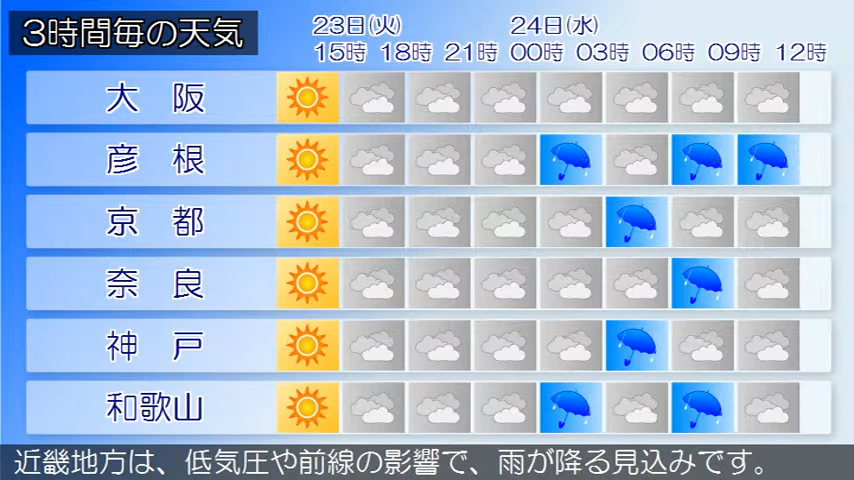 3時間毎の天気
23日(火) 24日(水)
15時 18時 21時 00時 03時 06時 09時 12時
大 阪
彦 根
京 都
奈 良
神 戸
和歌山
近畿地方は、低気圧や前線の影響で、雨が降る見込みです。